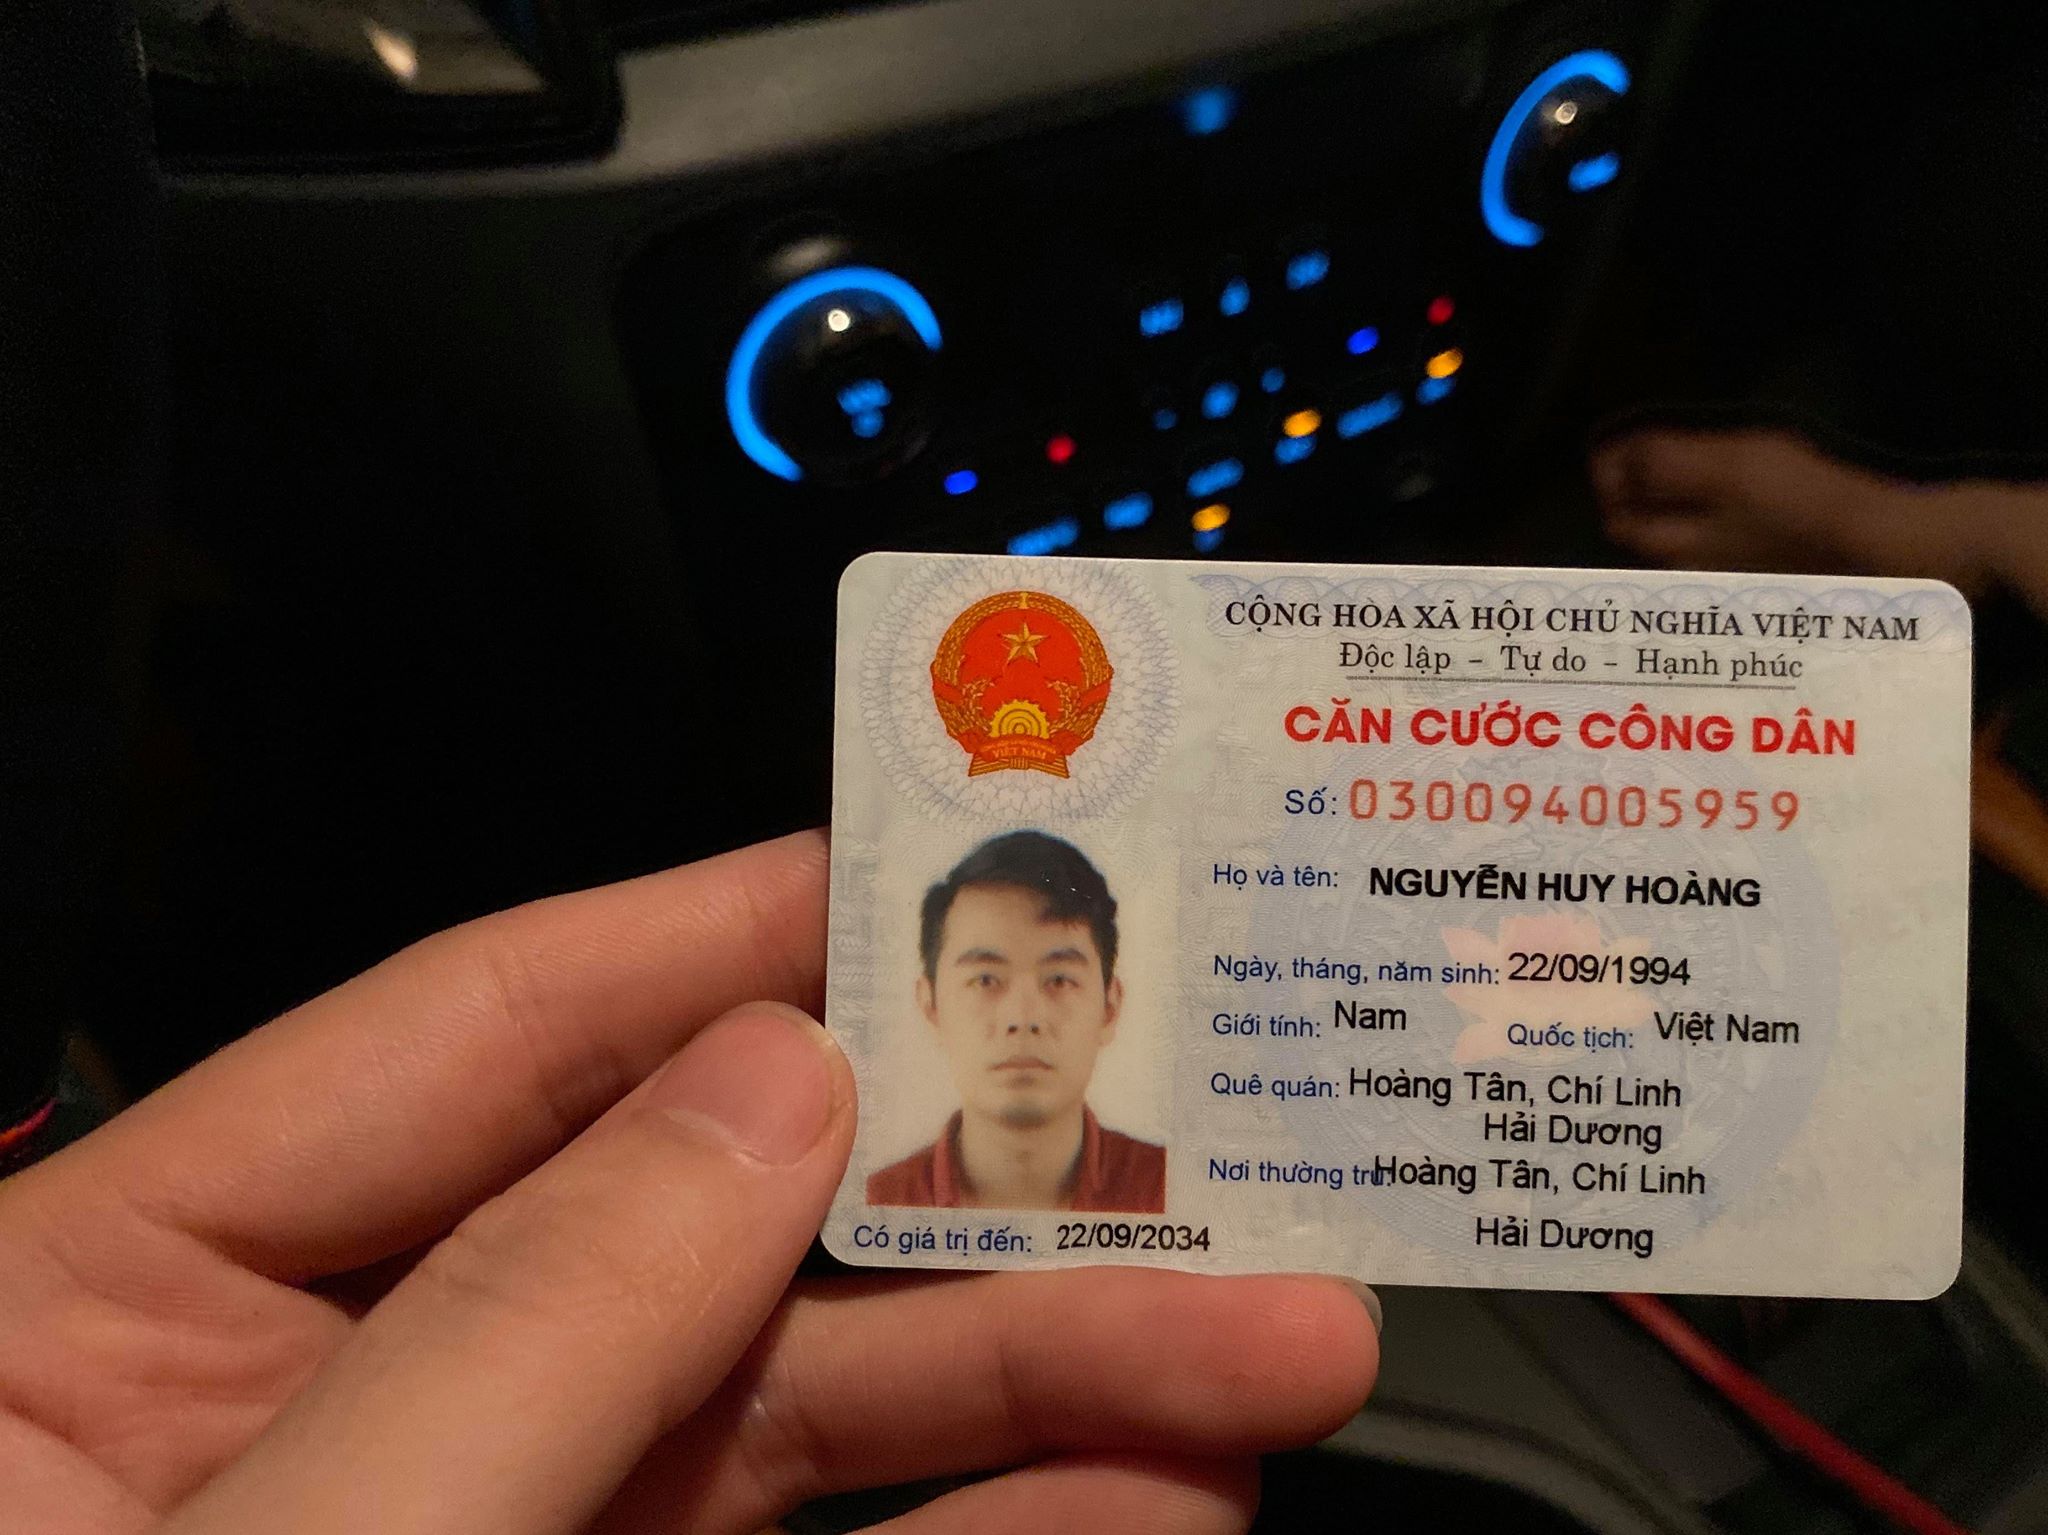 CỘNG HÒA XÃ HỘI CHỦ NGHĨA VIỆT NAM
Độc lập – Tự do – Hạnh phúc
CĂN CƯỚC CÔNG DÂN
Số: 030094005959
Họ và tên: NGUYỄN HUY HOÀNG
Ngày, tháng, năm sinh: 22/09/1994
Giới tính: Nam Quốc tịch: Việt Nam
Quê quán: Hoàng Tân, Chí Linh
Hải Dương
Nơi thường trú: Hoàng Tân, Chí Linh
Hải Dương
Có giá trị đến: 22/09/2034
VIỆT NAM